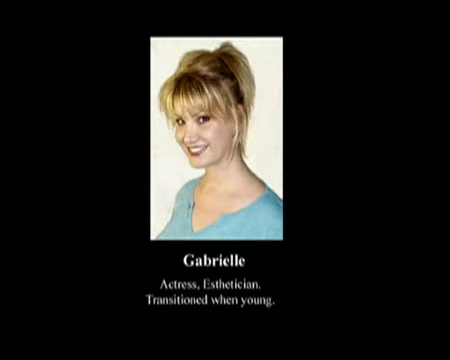 Gabrielle
Actress, Esthetician.
Transitioned when young.